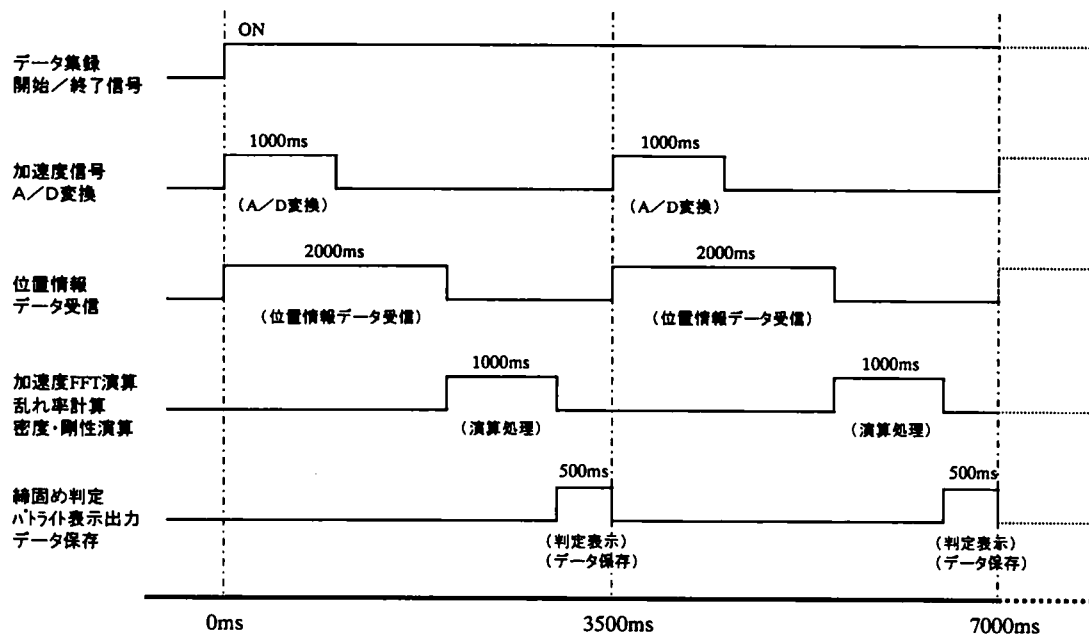 ON
データ集録
開始／終了信号
1000ms
1000ms
加速度信号
A／D変換
(A／D変換)
(A／D変換)
2000ms
2000ms
位置情報
データ受信
(位置情報データ受信)
(位置情報データ受信)
1000ms
1000ms
加速度FFT演算
乱れ率計算
密度・剛性演算
(演算処理)
(演算処理)
500ms
500ms
締固め判定
パトライト表示出力
データ保存
(判定表示)
(データ保存)
(判定表示)
(データ保存)
0ms
3500ms
7000ms